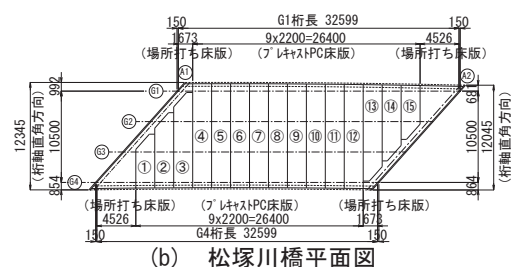 150 G1桁長 32599 150
1673 9x2200=26400 4526
(場所打ち床版) (プレキャストPC床版) (場所打ち床版)
A1 A2
G1
G2
G3
G4
992
10500
854
12345
(桁軸直角方向)
68
10500
864
12045
(桁軸直角方向)
⑬ ⑭ ⑮
④ ⑤ ⑥ ⑦ ⑧ ⑨ ⑩ ⑪ ⑫
① ② ③
(場所打ち床版) (プレキャストPC床版) (場所打ち床版)
4526 9x2200=26400 1673
150 G4桁長 32599 150
(b) 松塚川橋平面図